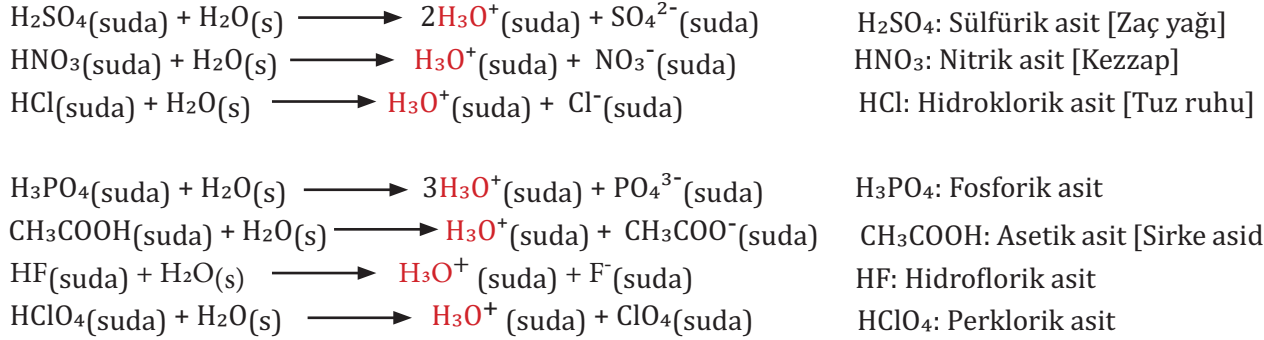 H₂SO₄(suda) + H₂O(s) ⟶ 2H₃O⁺(suda) + SO₄²⁻(suda) H₂SO₄: Sülfürik asit [Zaç yağı]
HNO₃(suda) + H₂O(s) ⟶ H₃O⁺(suda) + NO₃⁻(suda) HNO₃: Nitrik asit [Kezzap]
HCl(suda) + H₂O(s) ⟶ H₃O⁺(suda) + Cl⁻(suda) HCl: Hidroklorik asit [Tuz ruhu]
H₃PO₄(suda) + H₂O(s) ⟶ 3H₃O⁺(suda) + PO₄³⁻(suda) H₃PO₄: Fosforik asit
CH₃COOH(suda) + H₂O(s) ⟶ H₃O⁺(suda) + CH₃COO⁻(suda) CH₃COOH: Asetik asit [Sirke asid
HF(suda) + H₂O(s) ⟶ H₃O⁺ (suda) + F⁻(suda) HF: Hidroflorik asit
HClO₄(suda) + H₂O(s) ⟶ H₃O⁺ (suda) + ClO₄(suda) HClO₄: Perklorik asit